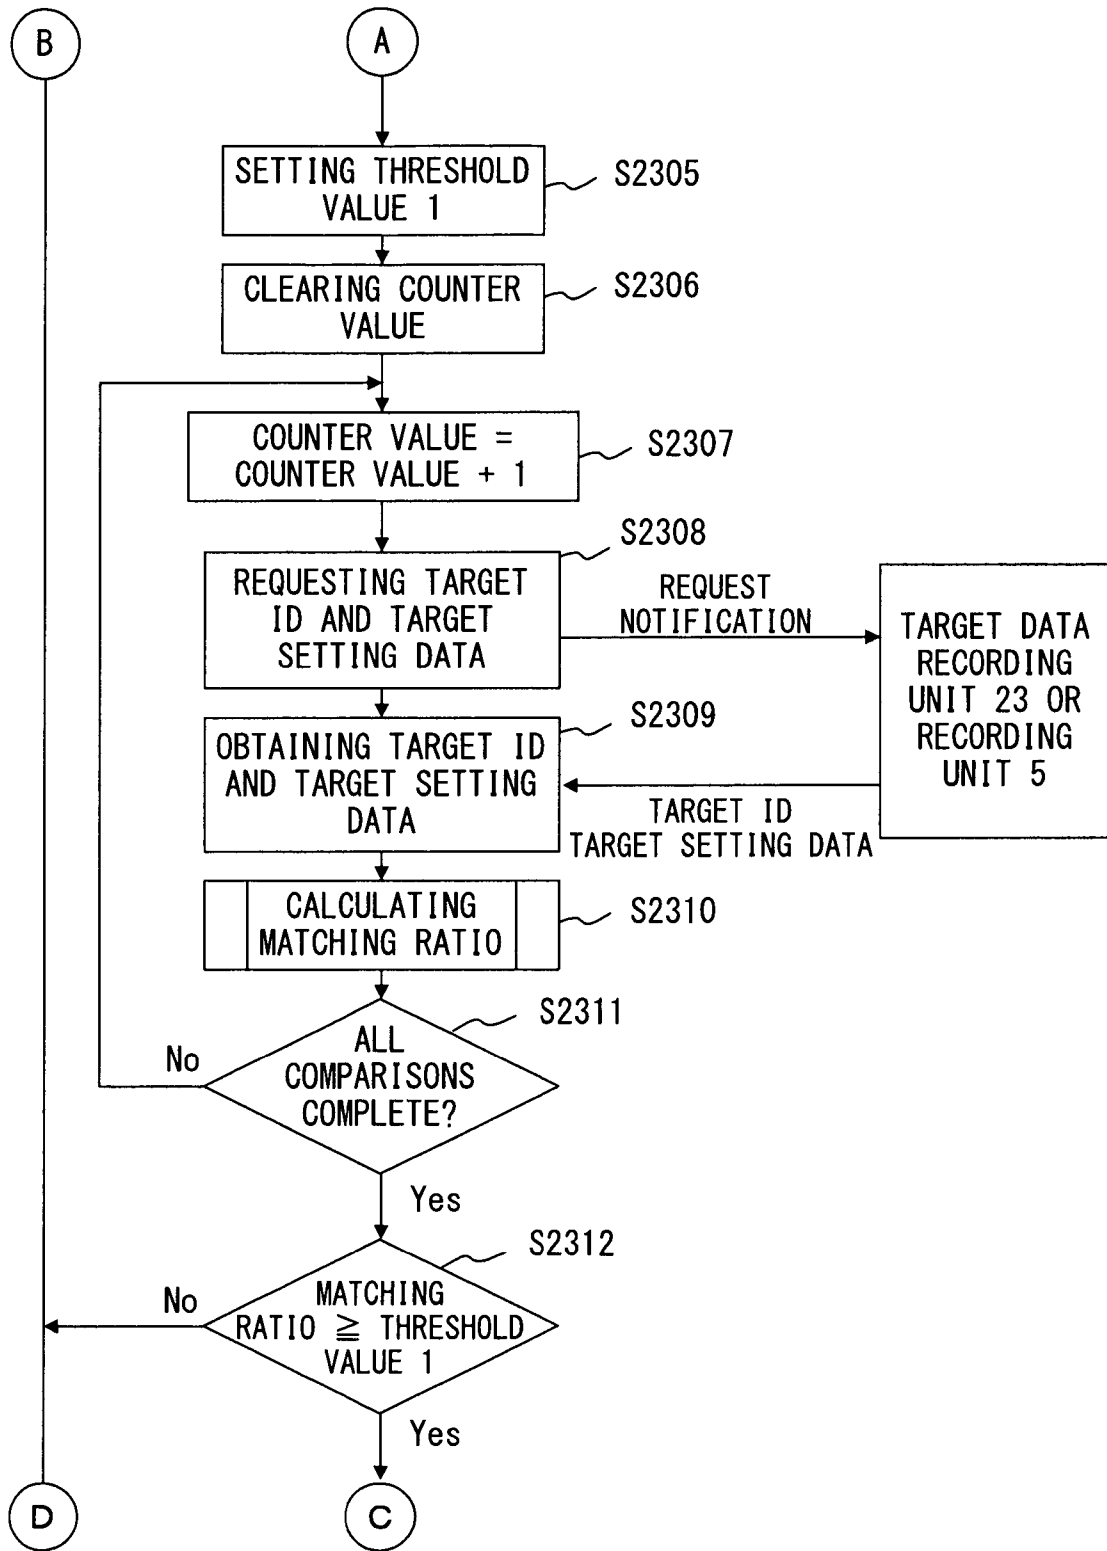 B
A
SETTING THRESHOLD
VALUE 1
S2305
CLEARING COUNTER
VALUE
S2306
COUNTER VALUE =
COUNTER VALUE + 1
S2307
S2308
REQUESTING TARGET
ID AND TARGET
SETTING DATA
REQUEST
NOTIFICATION
TARGET DATA
RECORDING
UNIT 23 OR
RECORDING
UNIT 5
S2309
OBTAINING TARGET ID
AND TARGET SETTING
DATA
TARGET ID
TARGET SETTING DATA
CALCULATING
MATCHING RATIO
S2310
S2311
ALL
COMPARISONS
COMPLETE?
No
Yes
S2312
MATCHING
RATIO ≧ THRESHOLD
VALUE 1
No
Yes
D
C